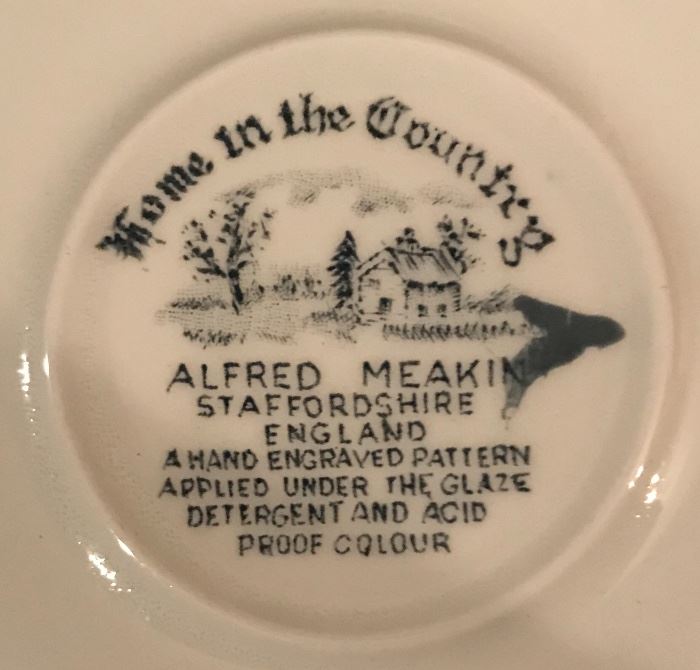 Home in the Country
ALFRED MEAKIN
STAFFORDSHIRE
ENGLAND
A HAND ENGRAVED PATTERN
APPLIED UNDER THE GLAZE
DETERGENT AND ACID
PROOF COLOUR